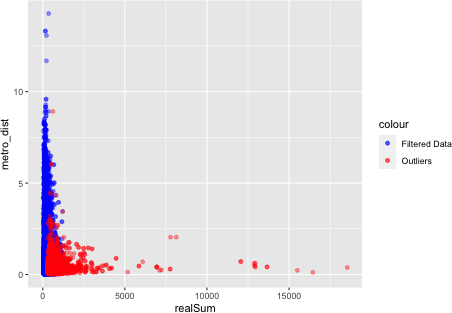 metro_dist
10
5
0
0
5000
10000
15000
realSum
colour
Filtered Data
Outliers